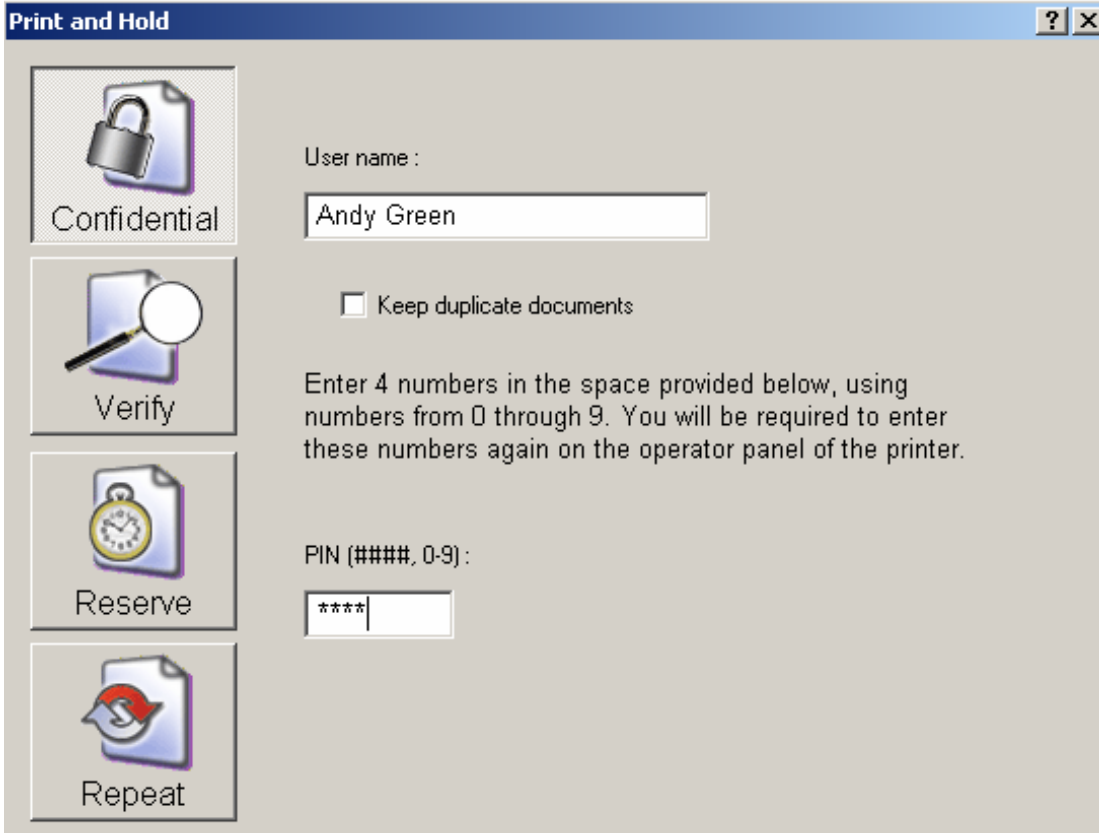 Print and Hold
Confidential
Verify
Reserve
Repeat
User name :
Andy Green
Keep duplicate documents
Enter 4 numbers in the space provided below, using
numbers from 0 through 9. You will be required to enter
these numbers again on the operator panel of the printer.
PIN (####, 0-9) :
****